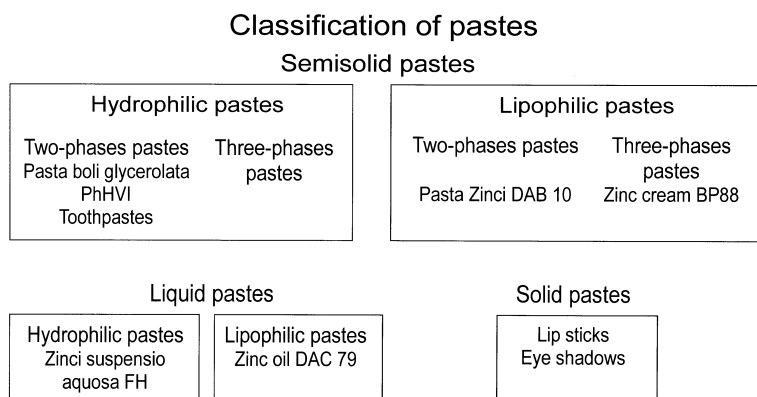 Classification of pastes
Semisolid pastes
Hydrophilic pastes
Two-phases pastes
Pasta boli glycerolata
PhHVI
Toothpastes
Three-phases
pastes
Lipophilic pastes
Two-phases pastes
Pasta Zinci DAB 10
Three-phases
pastes
Zinc cream BP88
Liquid pastes
Hydrophilic pastes
Zinci suspensio
aquosa FH
Lipophilic pastes
Zinc oil DAC 79
Solid pastes
Lip sticks
Eye shadows